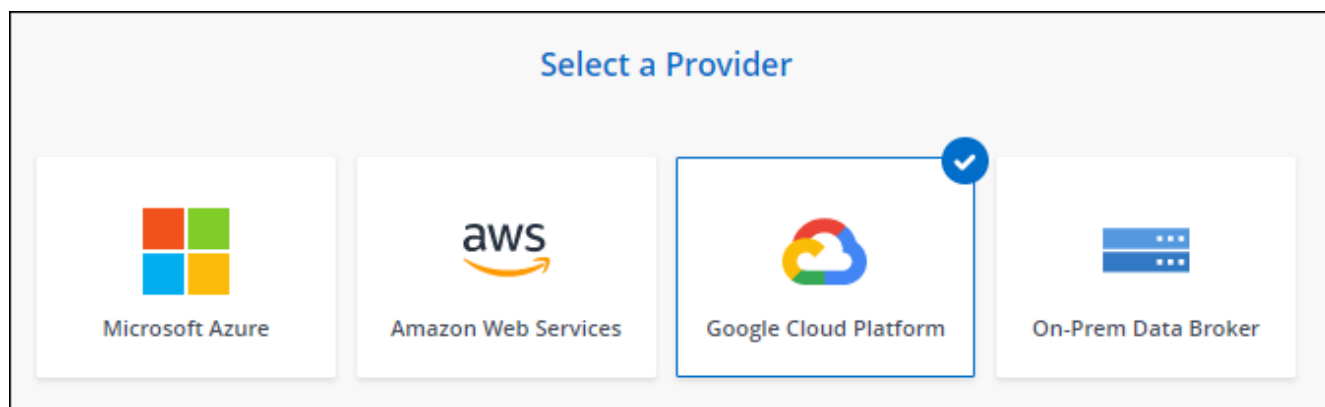 Select a Provider
aws
Microsoft Azure
Amazon Web Services
Google Cloud Platform
On-Prem Data Broker